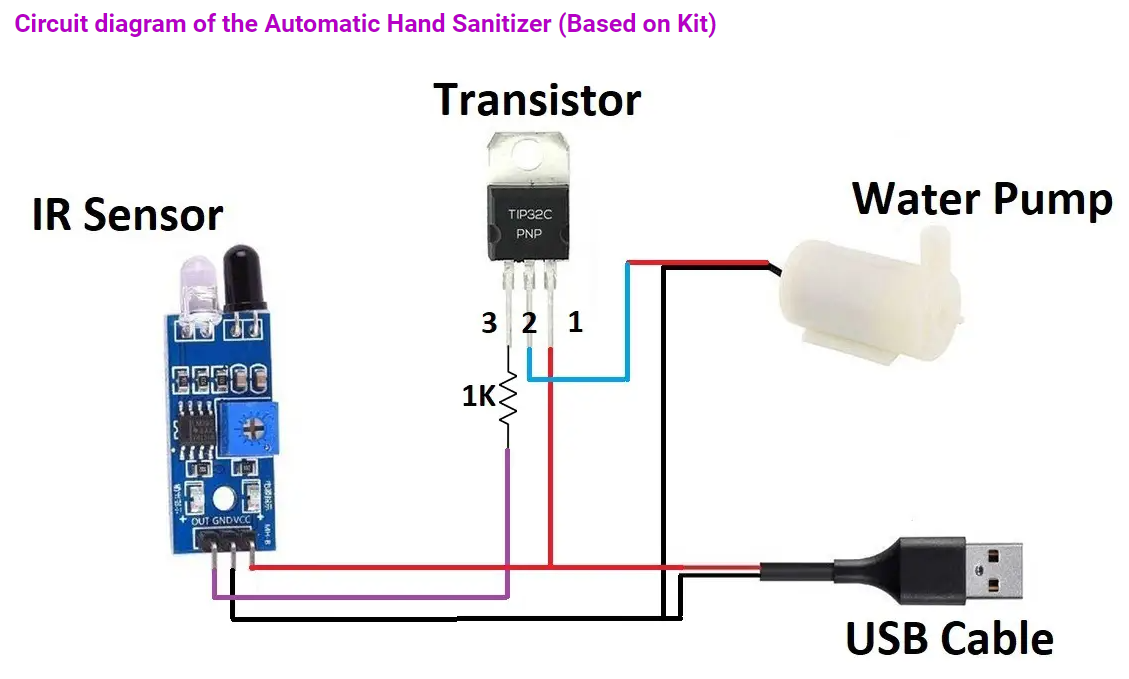 Circuit diagram of the Automatic Hand Sanitizer (Based on Kit)
Transistor
IR Sensor
TIP32C
PNP
Water Pump
3
2
1
1K
OUT GND VCC
MH-B
USB Cable